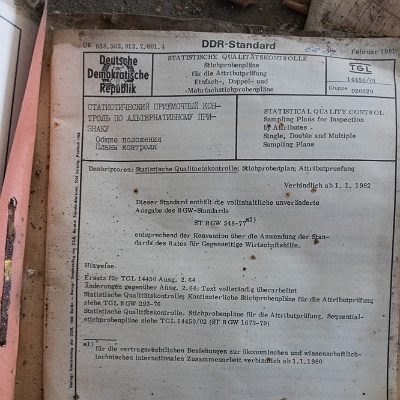 DK 658.562.012.7.001.4
DDR-Standard
Februar 1981
Deutsche
Demokratische
Republik
STATISTISCHE QUALITÄTSKONTROLLE
Stichprobenpläne
für die Attributprüfung
Einfach-, Doppel- und
Mehrfachstichprobenpläne
TGL
14450/01
Gruppe 920620
СТАТИСТИЧЕСКИЙ ПРИЕМОЧНЫЙ КОН-
ТРОЛЬ ПО АЛЬТЕРНАТИВНОМУ ПРИ-
ЗНАКУ
Общие положения
Планы контроля
STATISTICAL QUALITY CONTROL
Sampling Plans for Inspection
by Attributes
Single, Double and Multiple
Sampling Plans
Deskriptoren: Statistische Qualitaetskontrolle; Stichprobenplan; Attributpruefung
Verbindlich ab 1. 1. 1982
Dieser Standard enthält die vollinhaltliche unveränderte
Ausgabe des RGW-Standards
ST RGW 548-77*1)
entsprechend der Konvention über die Anwendung der Stan-
dards des Rates für Gegenseitige Wirtschaftshilfe.
Hinweise
Ersatz für TGL 14450 Ausg. 2.64
Änderungen gegenüber Ausg. 2.64: Text vollständig überarbeitet
Statistische Qualitätskontrolle; Kontinuierliche Stichprobenpläne für die Attributprüfung
siehe TGL RGW 293-76
Statistische Qualitätskontrolle, Stichprobenpläne für die Attributprüfung, Sequential-
stichprobenpläne siehe TGL 14450/02 (ST RGW 1673-79)
*1)
für die vertragsrechtlichen Beziehungen zur ökonomischen und wissenschaftlich-
technischen internationalen Zusammenarbeit verbindlich ab 1.1.1980